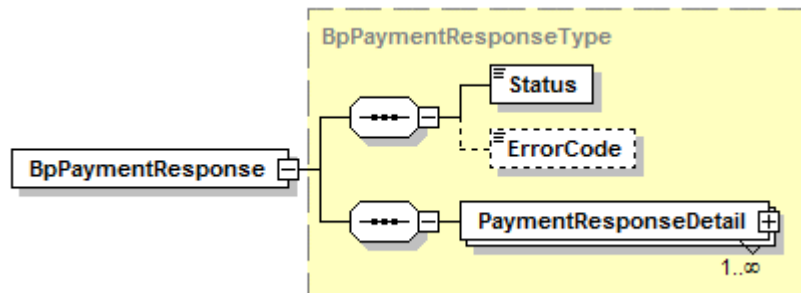 BpPaymentResponseType
Status
ErrorCode
BpPaymentResponse
PaymentResponseDetail
1..∞